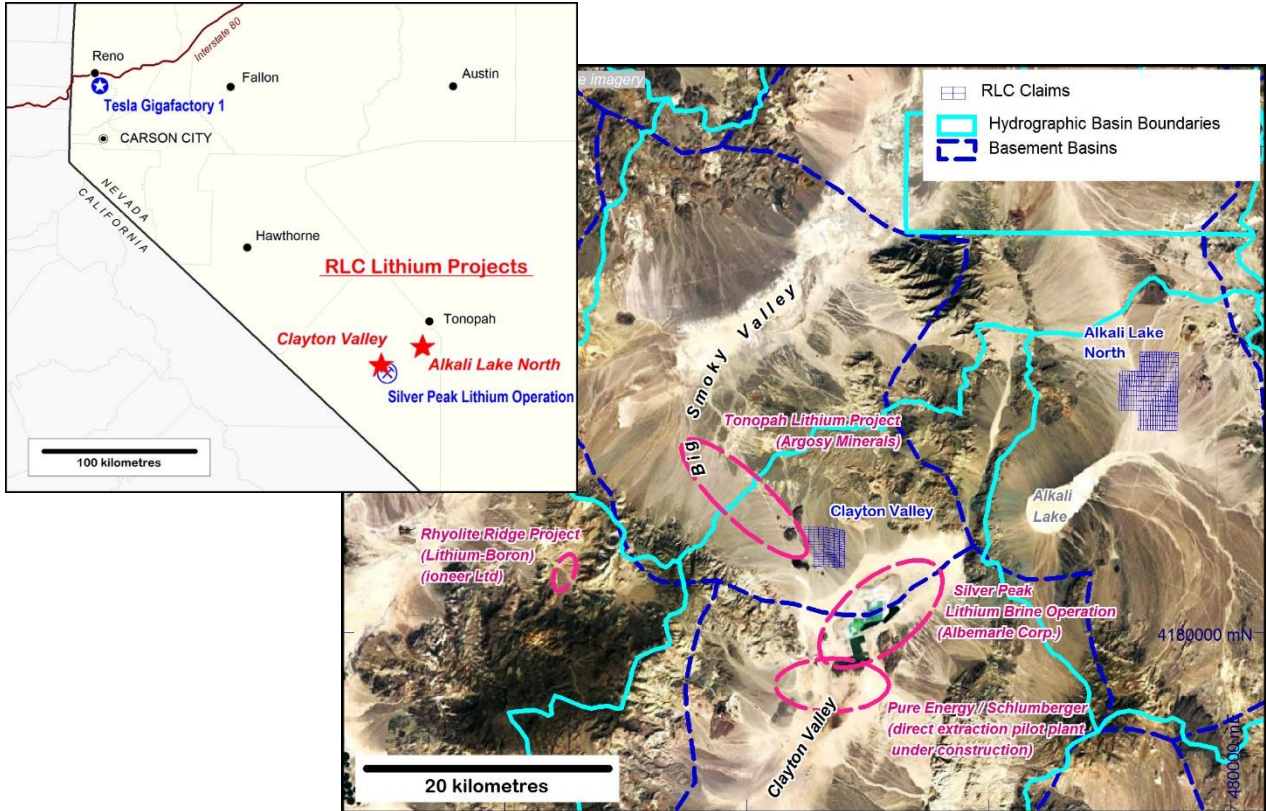 Interstate 80
Reno
Fallon
Austin
Tesla Gigafactory 1
CARSON CITY
NEVADA
CALIFORNIA
Hawthorne
RLC Lithium Projects
Tonopah
Clayton Valley
Alkali Lake North
Silver Peak Lithium Operation
100 kilometres
imagery
RLC Claims
Hydrographic Basin Boundaries
Basement Basins
Big Smoky Valley
Alkali Lake
North
Tonopah Lithium Project
(Argosy Minerals)
Alkali
Lake
Clayton Valley
Rhyolite Ridge Project
(Lithium-Boron)
(ioneer Ltd)
Silver Peak
Lithium Brine Operation
(Albemarle Corp.)
4180000 mN
Pure Energy / Schlumberger
(direct extraction pilot plant
under construction)
Clayton Valley
480000 mE
20 kilometres